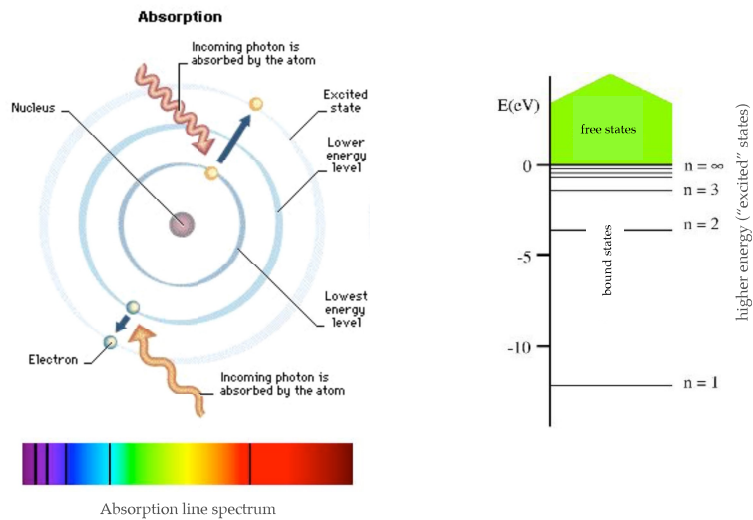 Absorption
Incoming photon is
absorbed by the atom
Nucleus
Excited
state
Lower
energy
level
Lowest
energy
level
Electron
Incoming photon is
absorbed by the atom
Absorption line spectrum
E(eV)
free states
0
n = ∞
n = 3
n = 2
-5
bound states
-10
n = 1
higher energy ("excited" states)